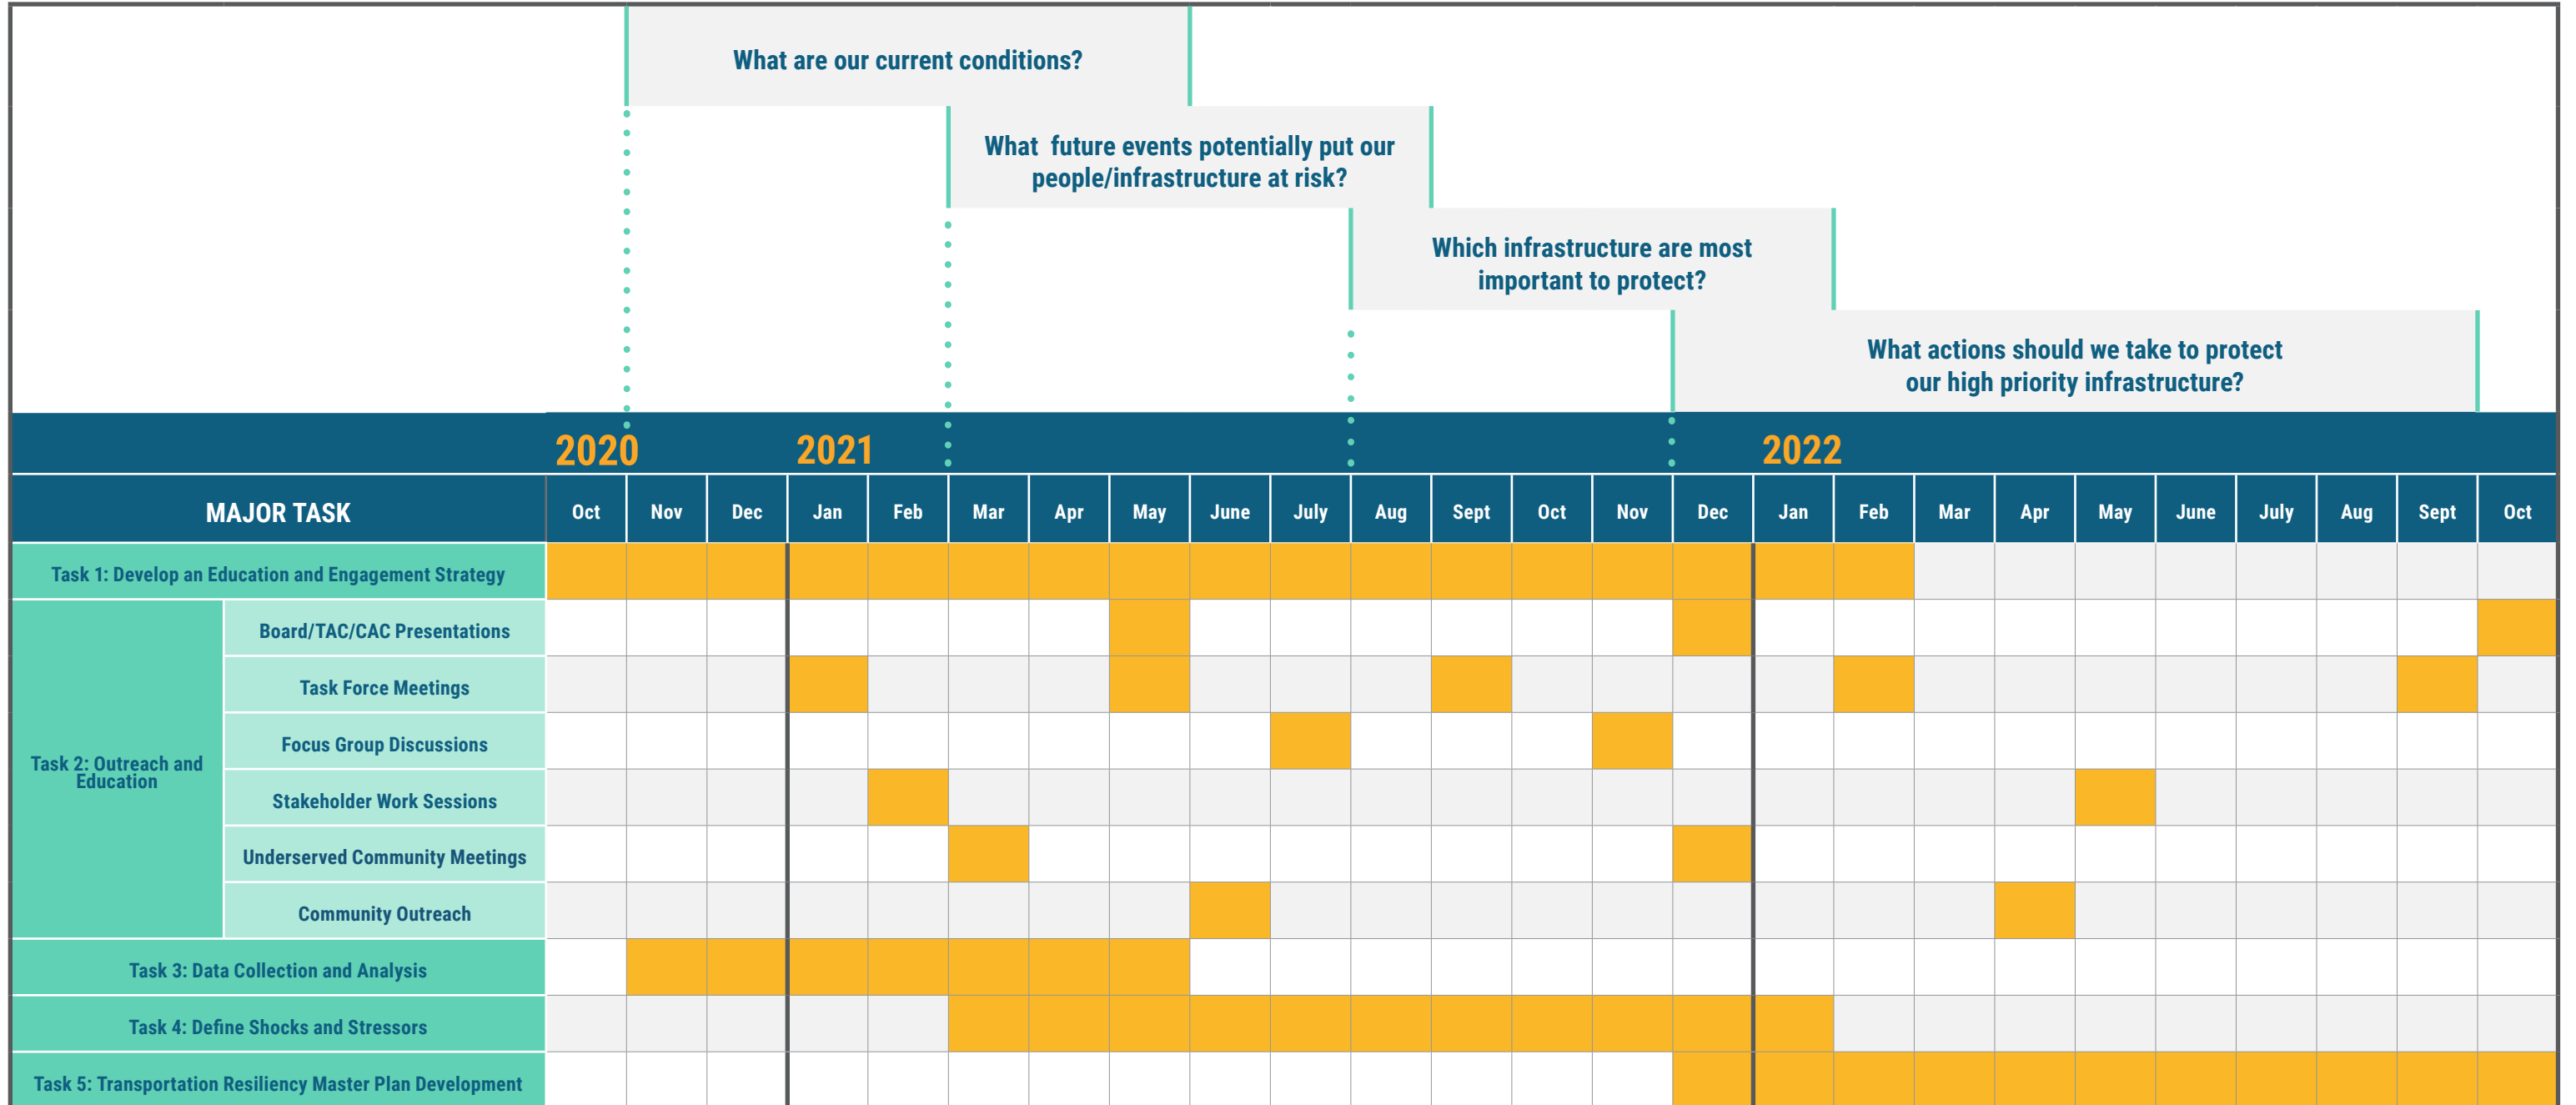 What are our current conditions?
What  future events potentially put our
people/infrastructure at risk?
Which infrastructure are most
important to protect?
What actions should we take to protect
our high priority infrastructure?
2020 2021 2022
MAJOR TASK Oct Nov Dec Jan Feb Mar Apr May June July Aug Sept Oct Nov Dec Jan Feb Mar Apr May June July Aug Sept Oct
Task 1: Develop an Education and Engagement Strategy
Task 2: Outreach and
Education
Board/TAC/CAC Presentations
Task Force Meetings
Focus Group Discussions
Stakeholder Work Sessions
Underserved Community Meetings
Community Outreach
Task 3: Data Collection and Analysis
Task 4: Define Shocks and Stressors
Task 5: Transportation Resiliency Master Plan Development